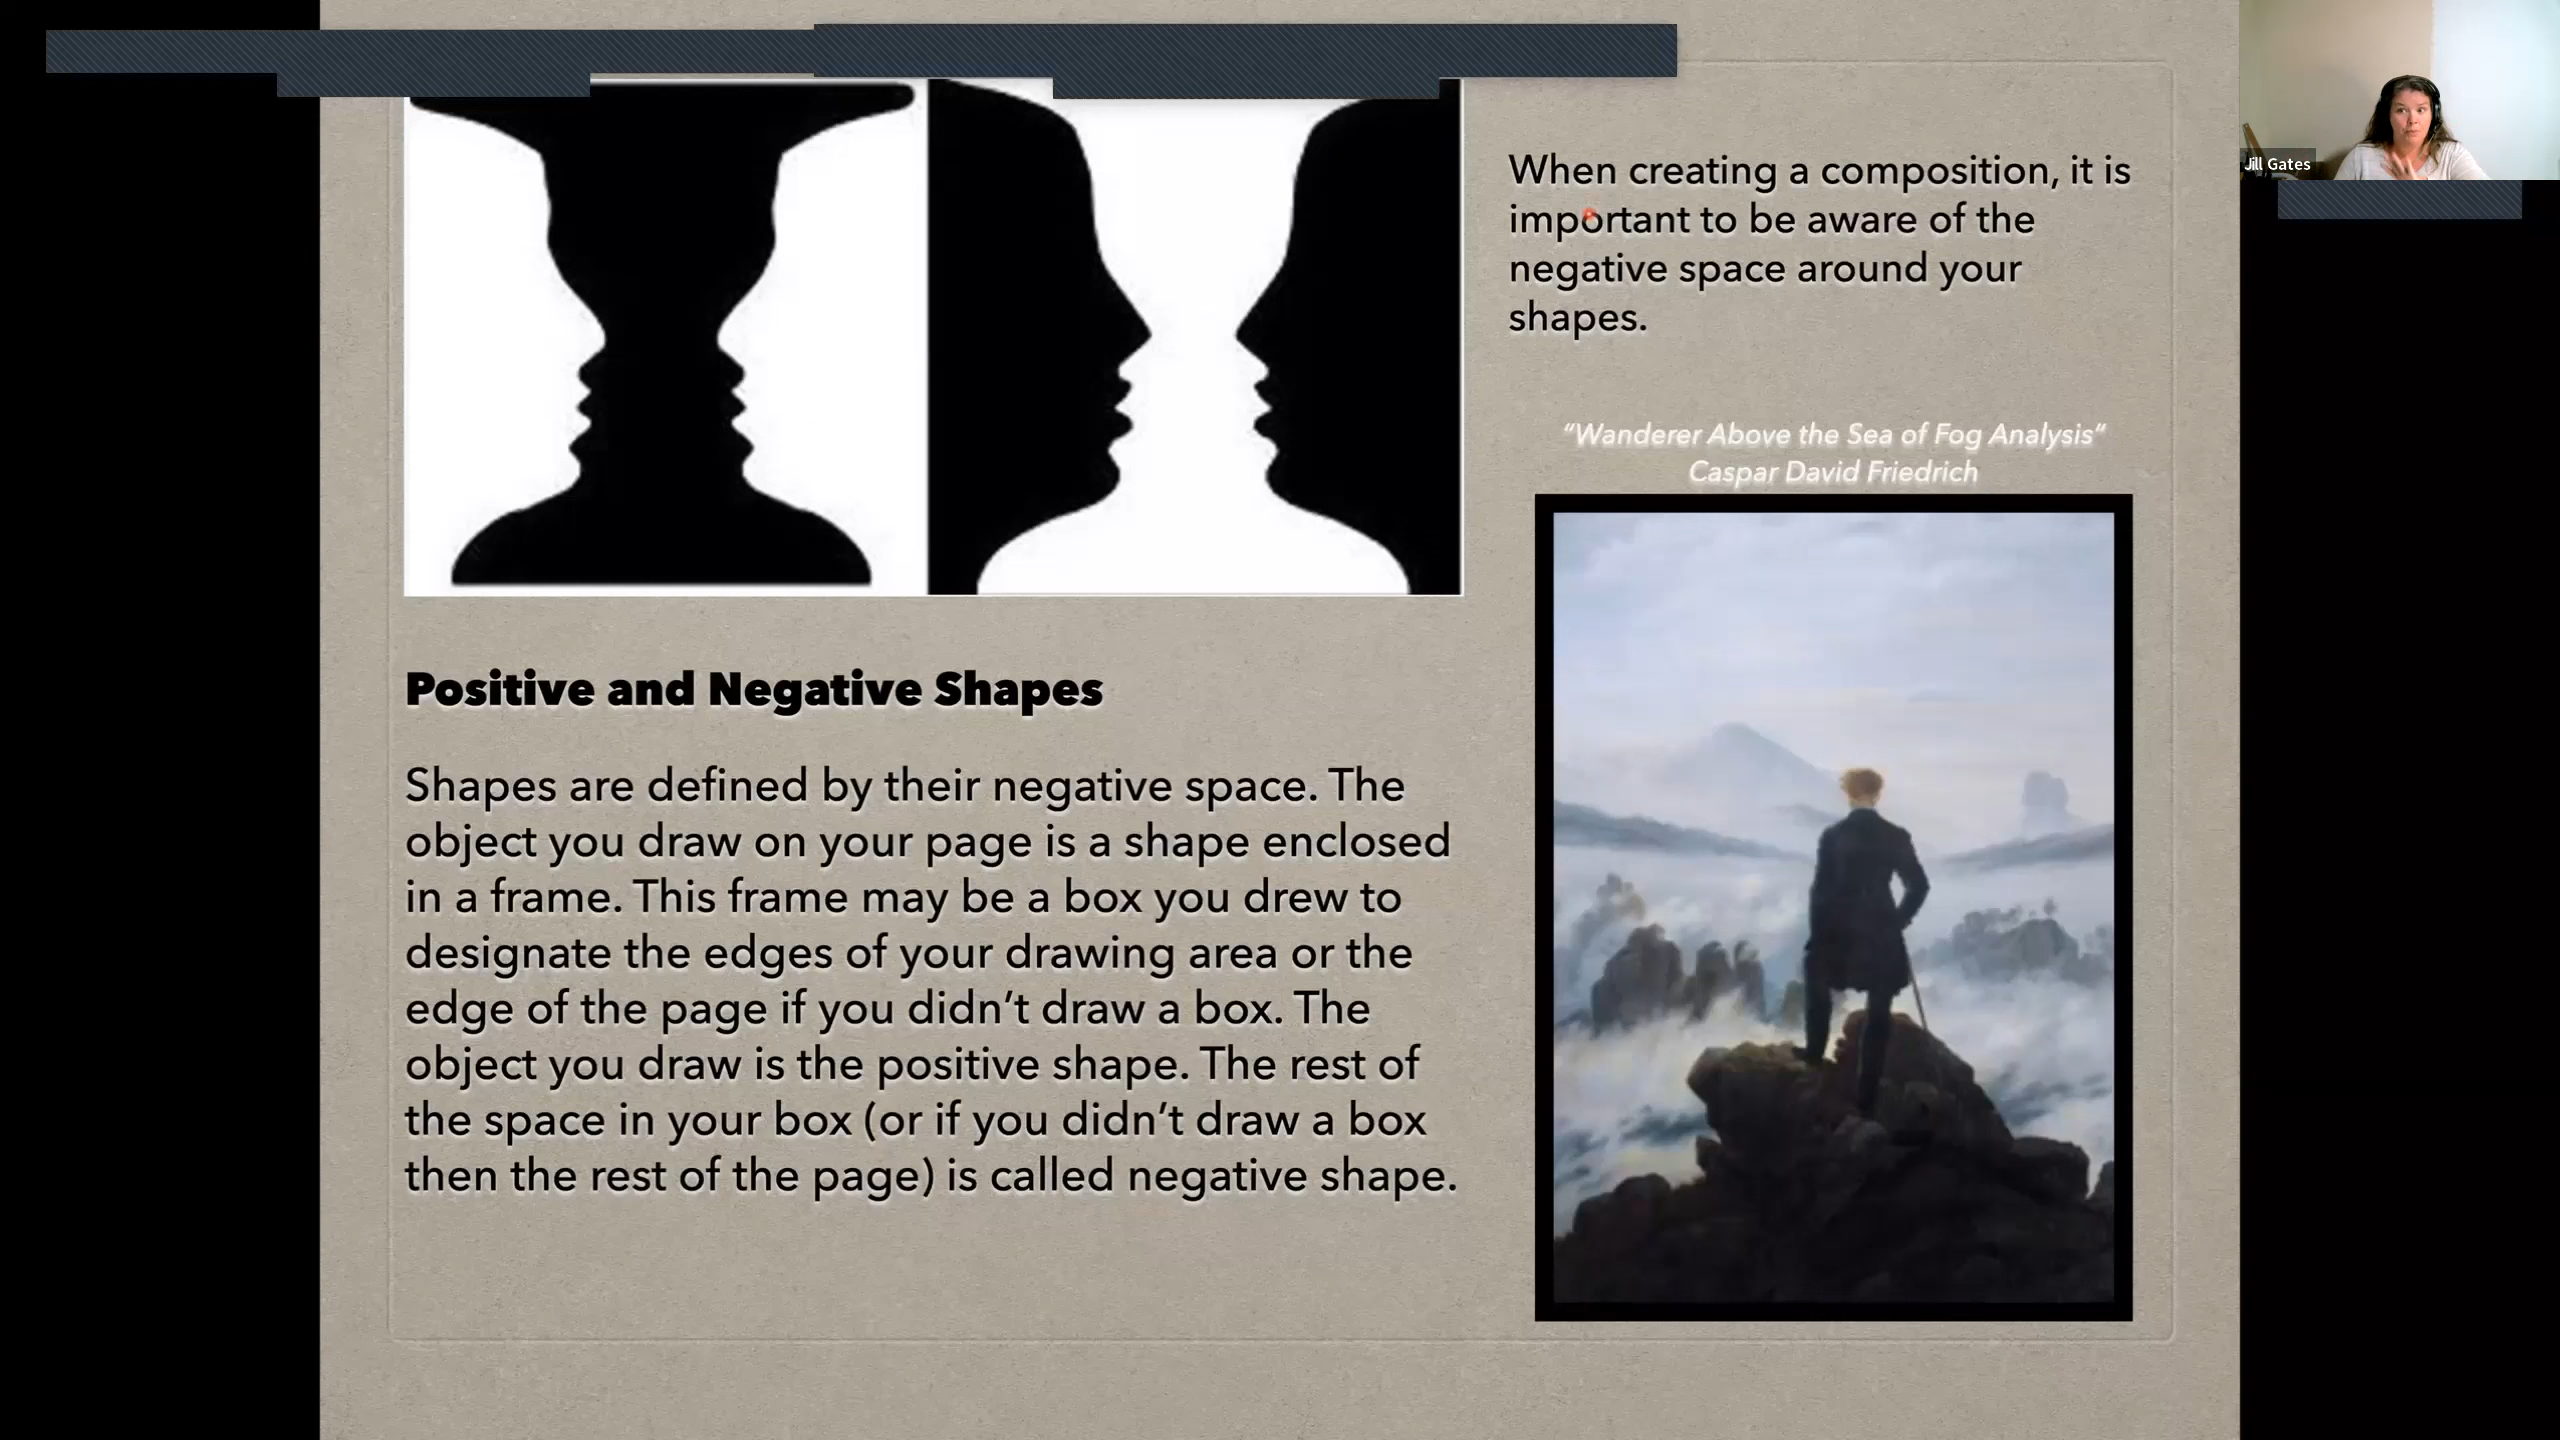 When creating a composition, it is
important to be aware of the
negative space around your
shapes.
“Wanderer Above the Sea of Fog Analysis“
Caspar David Friedrich
Positive and Negative Shapes
Shapes are defined by their negative space. The
object you draw on your page is a shape enclosed
in a frame. This frame may be a box you drew to
designate the edges of your drawing area or the
edge of the page if you didn’t draw a box. The
object you draw is the positive shape. The rest of
the space in your box (or if you didn’t draw a box
then the rest of the page) is called negative shape.
Jill Gates